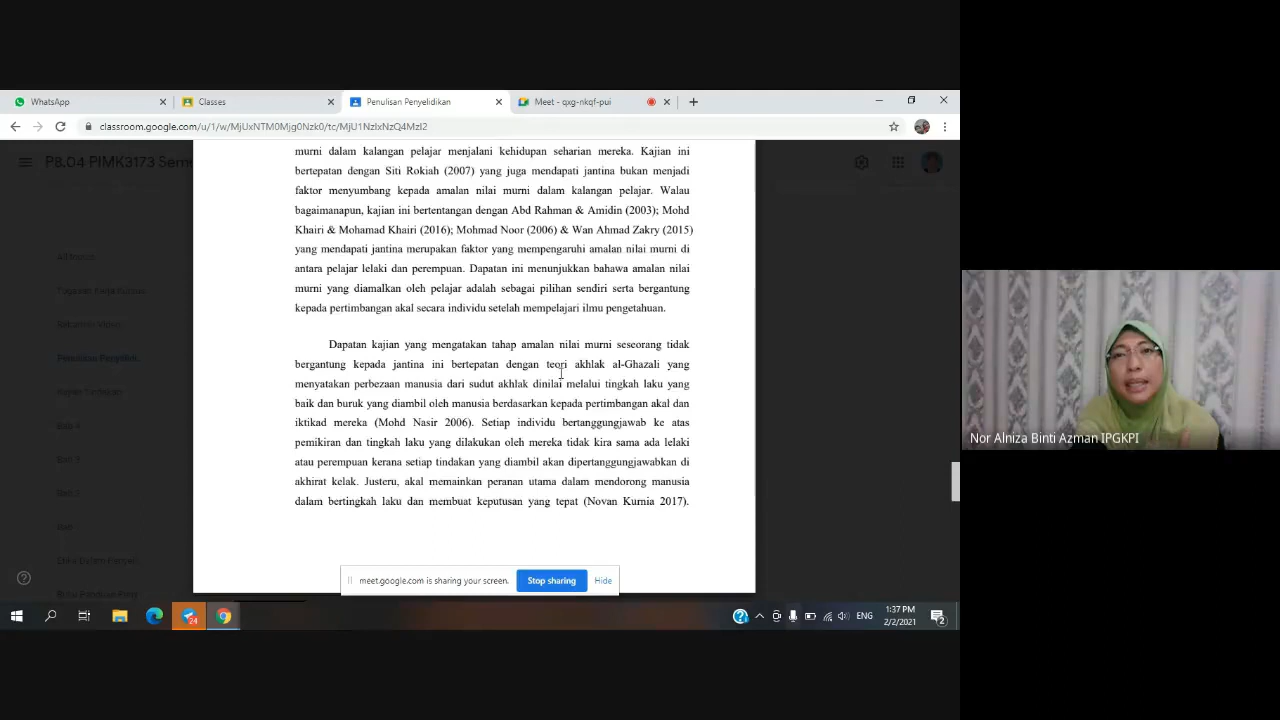 WhatsApp
Classes
Penulisan Penyelidikan
Meet - qxg-nkqf-pui
classroom.google.com/u/1/w/MjUxNTM0Mjg0Nzk0/tc/MjU1NzIxNzQ4MzI2
P8.04 PIMK3173 Sem
murni dalam kalangan pelajar menjalani kehidupan seharian mereka. Kajian ini
bertepatan dengan Siti Rokiah (2007) yang juga mendapati jantina bukan menjadi
faktor menyumbang kepada amalan nilai murni dalam kalangan pelajar. Walau
bagaimanapun, kajian ini bertentangan dengan Abd Rahman & Amidin (2003); Mohd
Khairi & Mohamad Khairi (2016); Mohmad Noor (2006) & Wan Ahmad Zakry (2015)
yang mendapati jantina merupakan faktor yang mempengaruhi amalan nilai murni di
antara pelajar lelaki dan perempuan. Dapatan ini menunjukkan bahawa amalan nilai
murni yang diamalkan oleh pelajar adalah sebagai pilihan sendiri serta bergantung
kepada pertimbangan akal secara individu setelah mempelajari ilmu pengetahuan.
Dapatan kajian yang mengatakan tahap amalan nilai murni seseorang tidak
bergantung kepada jantina ini bertepatan dengan teori akhlak al-Ghazali yang
menyatakan perbezaan manusia dari sudut akhlak dinilai melalui tingkah laku yang
baik dan buruk yang diambil oleh manusia berdasarkan kepada pertimbangan akal dan
iktikad mereka (Mohd Nasir 2006). Setiap individu bertanggungjawab ke atas
pemikiran dan tingkah laku yang dilakukan oleh mereka tidak kira sama ada lelaki
atau perempuan kerana setiap tindakan yang diambil akan dipertanggungjawabkan di
akhirat kelak. Justeru, akal memainkan peranan utama dalam mendorong manusia
dalam bertingkah laku dan membuat keputusan yang tepat (Novan Kurnia 2017).
meet.google.com is sharing your screen.
Stop sharing
Hide
Nor Alniza Binti Azman IPGKPI
24
ENG
1:37 PM
2/2/2021
2